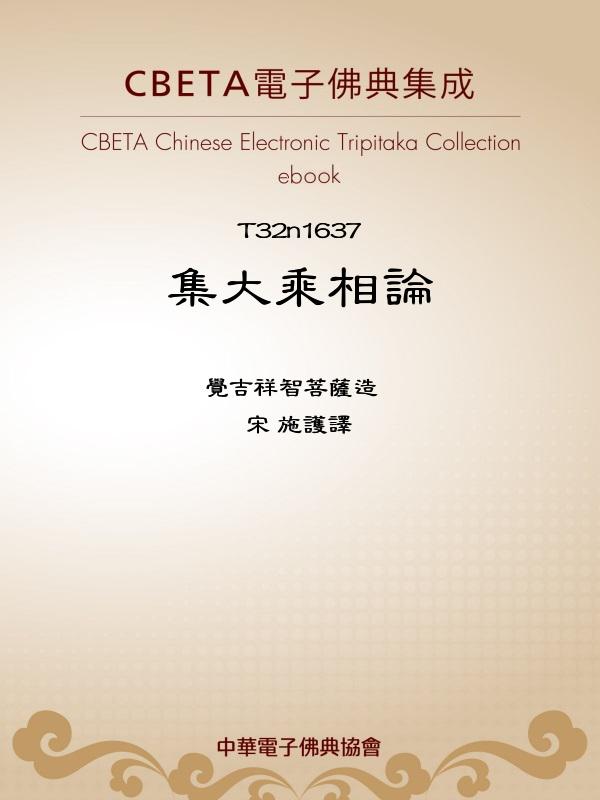 CBETA電子佛典集成
CBETA Chinese Electronic Tripitaka Collection
ebook
T32n1637
集大乘相論
覺吉祥智菩薩造
宋 施護譯
中華電子佛典協會